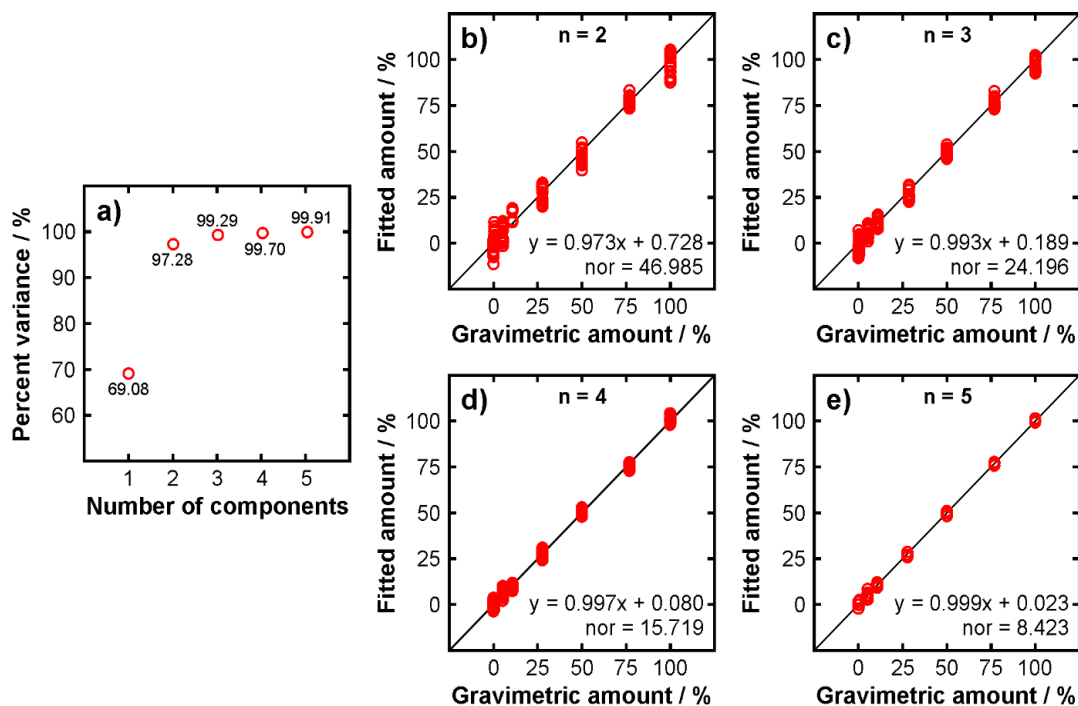 a)
Percent variance / %
100
90
80
70
60
69.08
97.28
99.29
99.70
99.91
1 2 3 4 5
Number of components
b)
n = 2
Fitted amount / %
100
75
50
25
0
y = 0.973x + 0.728
nor = 46.985
0 25 50 75 100
Gravimetric amount / %
c)
n = 3
Fitted amount / %
100
75
50
25
0
y = 0.993x + 0.189
nor = 24.196
0 25 50 75 100
Gravimetric amount / %
d)
n = 4
Fitted amount / %
100
75
50
25
0
y = 0.997x + 0.080
nor = 15.719
0 25 50 75 100
Gravimetric amount / %
e)
n = 5
Fitted amount / %
100
75
50
25
0
y = 0.999x + 0.023
nor = 8.423
0 25 50 75 100
Gravimetric amount / %